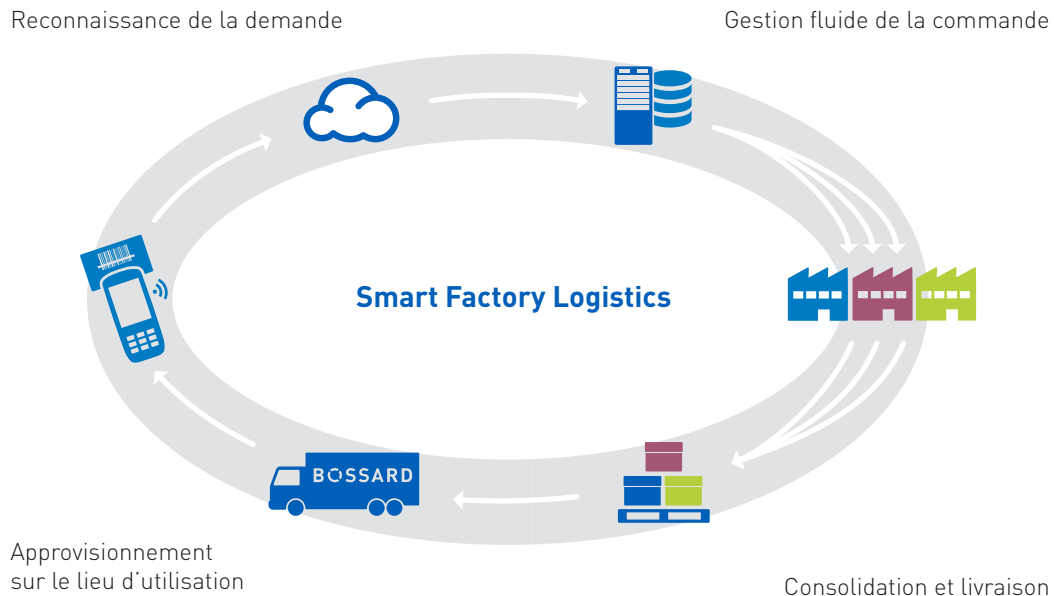 Reconnaissance de la demande
Gestion fluide de la commande
Smart Factory Logistics
BOSSARD
Approvisionnement
sur le lieu d'utilisation
Consolidation et livraison